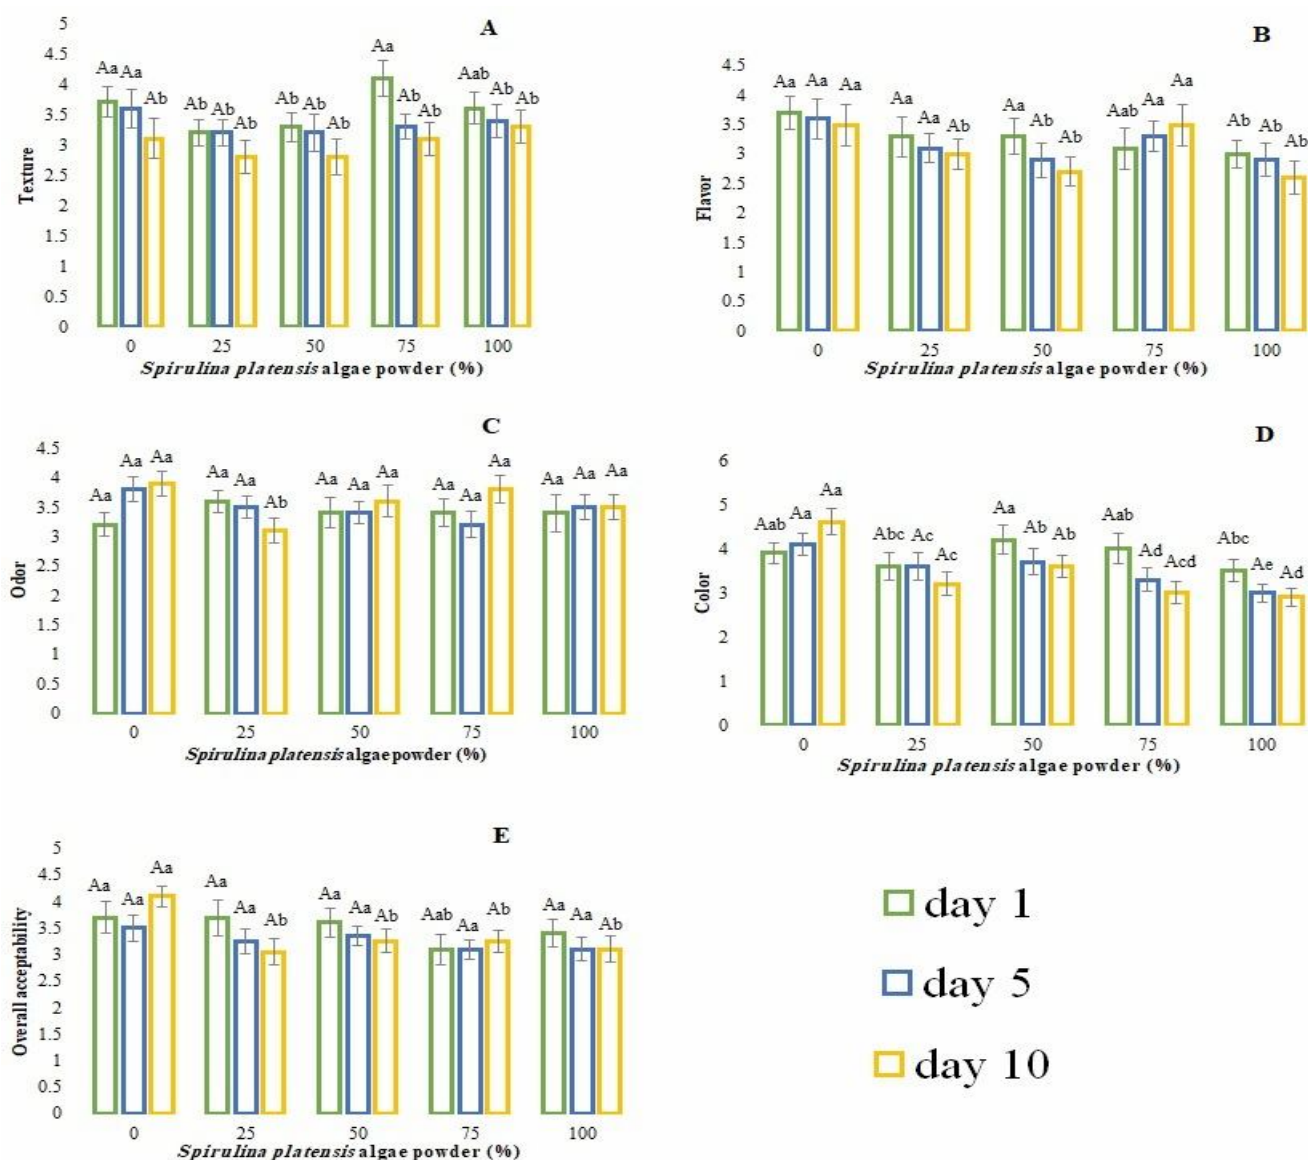 A
5
4.5
4
3.5
3
2.5
2
1.5
1
0.5
0
Texture
Aa Aa Ab
Ab Ab Ab
Ab Ab Ab
Aa Ab Ab
Aab Ab Ab
0 25 50 75 100
Spirulina platensis algae powder (%)
B
4.5
4
3.5
3
2.5
2
1.5
1
0.5
0
Flavor
Aa Aa Aa
Aa Aa Ab
Aa Ab Ab
Aab Aa Aa
Ab Ab Ab
0 25 50 75 100
Spirulina platensis algae powder (%)
C
4.5
4
3.5
3
2.5
2
1.5
1
0.5
0
Odor
Aa Aa Aa
Aa Aa Ab
Aa Aa Aa
Aa Aa Aa
Aa Aa Aa
0 25 50 75 100
Spirulina platensis algae powder (%)
D
6
5
4
3
2
1
0
Color
Aab Aa Aa
Abc Ac Ac
Aa Ab Ab
Aab Ad Acd
Abc Ae Ad
0 25 50 75 100
Spirulina platensis algae powder (%)
E
5
4.5
4
3.5
3
2.5
2
1.5
1
0.5
0
Overall acceptability
Aa Aa Aa
Aa Aa Ab
Aa Aa Ab
Aab Aa Ab
Aa Aa Ab
0 25 50 75 100
Spirulina platensis algae powder (%)
day 1
day 5
day 10